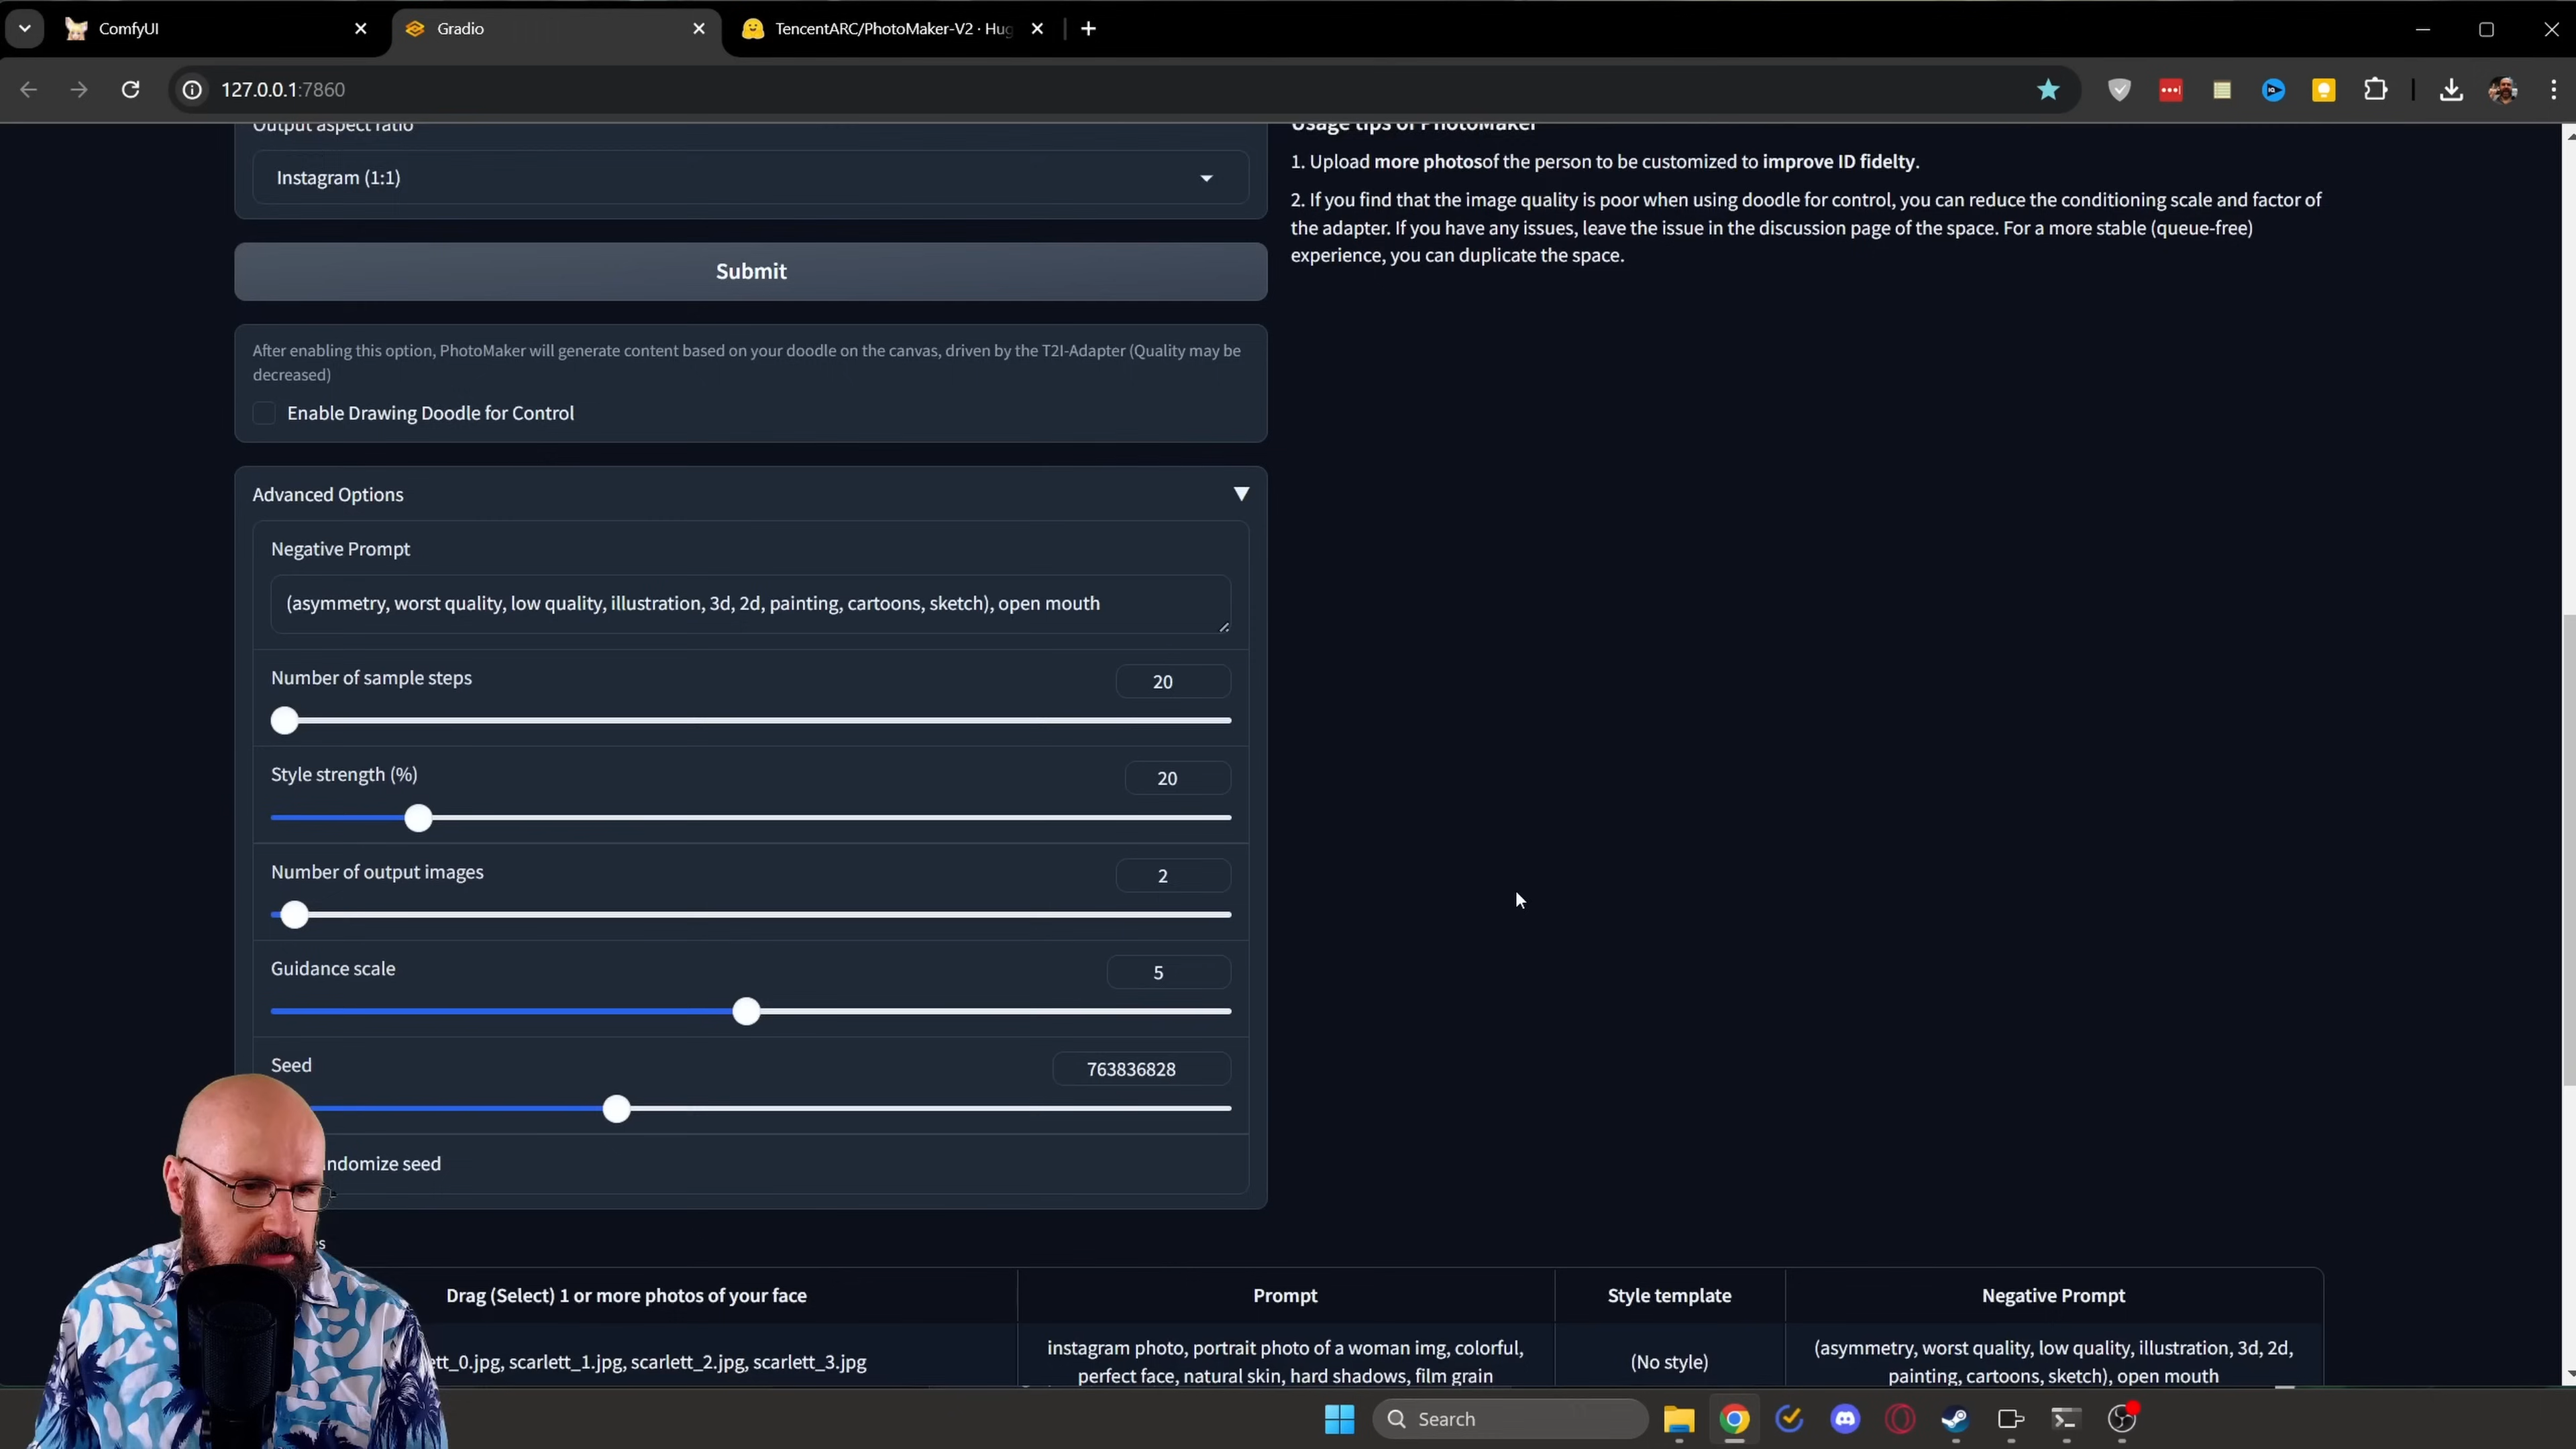 ComfyUI
Gradio
TencentARC/PhotoMaker-V2 · Hug
127.0.0.1:7860
Output aspect ratio
Instagram (1:1)
Submit
After enabling this option, PhotoMaker will generate content based on your doodle on the canvas, driven by the T2I-Adapter (Quality may be
decreased)
Enable Drawing Doodle for Control
Advanced Options
Negative Prompt
(asymmetry, worst quality, low quality, illustration, 3d, 2d, painting, cartoons, sketch), open mouth
Number of sample steps
20
Style strength (%)
20
Number of output images
2
Guidance scale
5
Seed
763836828
ndomize seed
Usage tips of PhotoMaker
1. Upload more photosof the person to be customized to improve ID fidelty.
2. If you find that the image quality is poor when using doodle for control, you can reduce the conditioning scale and factor of
the adapter. If you have any issues, leave the issue in the discussion page of the space. For a more stable (queue-free)
experience, you can duplicate the space.
es
Drag (Select) 1 or more photos of your face
Prompt
Style template
Negative Prompt
ett_0.jpg, scarlett_1.jpg, scarlett_2.jpg, scarlett_3.jpg
instagram photo, portrait photo of a woman img, colorful,
perfect face, natural skin, hard shadows, film grain
(No style)
(asymmetry, worst quality, low quality, illustration, 3d, 2d,
painting, cartoons, sketch), open mouth
Search